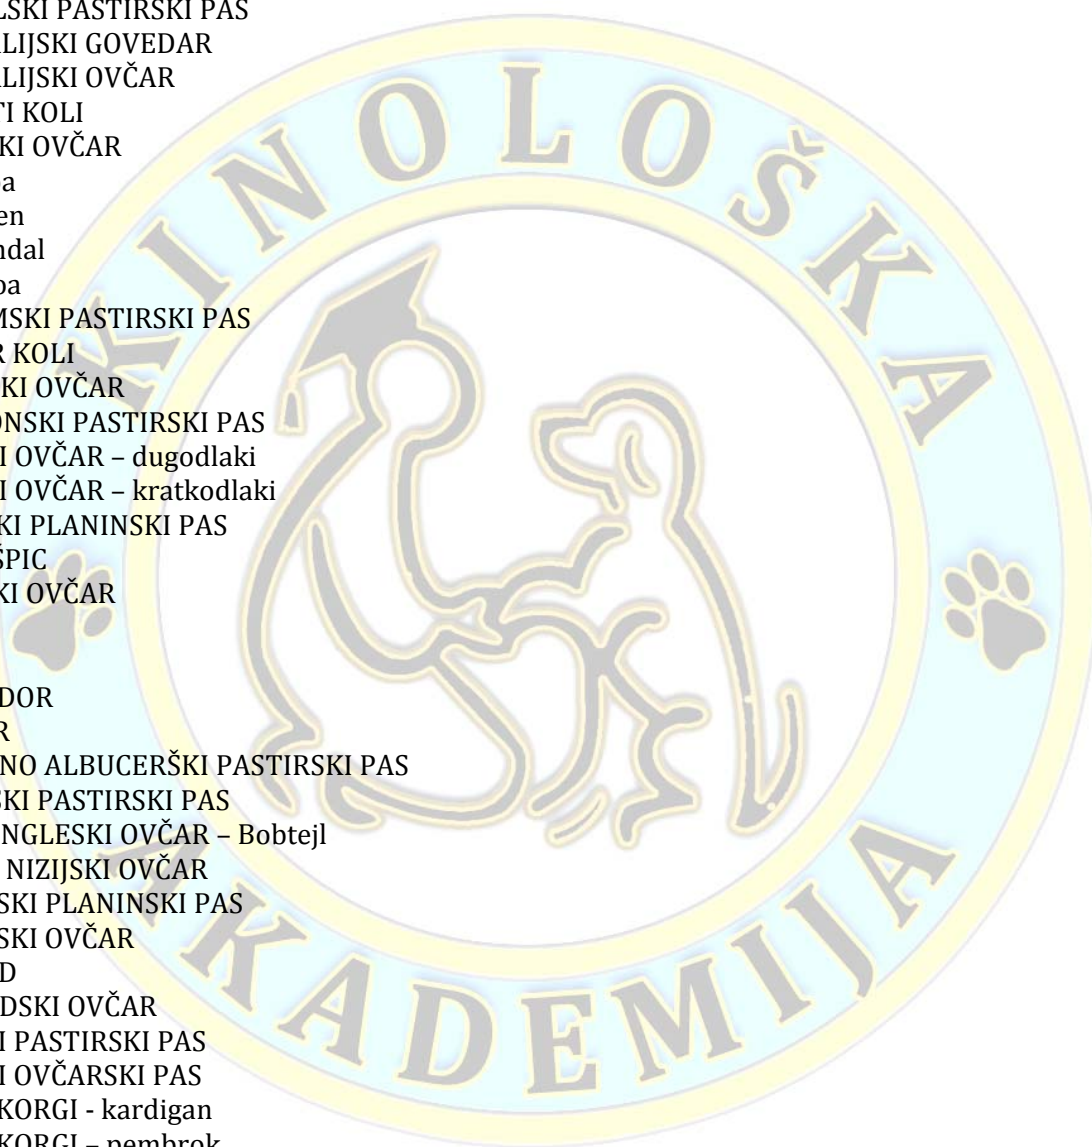 LSKI PASTIRSKI PAS
LIJSKI GOVEDAR
LIJSKI OVČAR
TI KOLI
KI OVČAR
en
ndal
MSKI PASTIRSKI PAS
R KOLI
KI OVČAR
ONSKI PASTIRSKI PAS
I OVČAR – dugodlaki
I OVČAR – kratkodlaki
KI PLANINSKI PAS
ŠPIC
KI OVČAR
DOR
R
NO ALBUCERŠKI PASTIRSKI PAS
SKI PASTIRSKI PAS
NGLESKI OVČAR – Bobtejl
NIZIJSKI OVČAR
SKI PLANINSKI PAS
SKI OVČAR
D
DSKI OVČAR
I PASTIRSKI PAS
I OVČARSKI PAS
KORGI - kardigan
KORGI – pembrok
KINOLOŠKA
AKADEMIJA